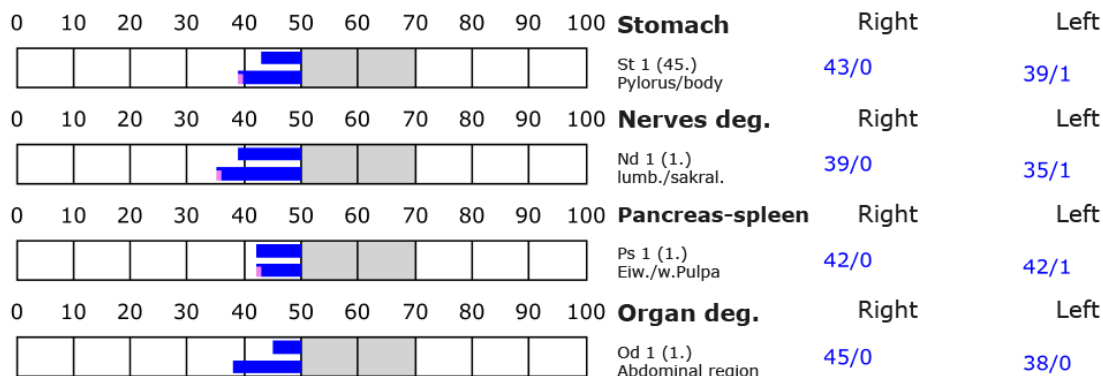 0 10 20 30 40 50 60 70 80 90 100 Stomach Right Left
St 1 (45.) 43/0 39/1
Pylorus/body
0 10 20 30 40 50 60 70 80 90 100 Nerves deg. Right Left
Nd 1 (1.) 39/0 35/1
lumb./sakral.
0 10 20 30 40 50 60 70 80 90 100 Pancreas-spleen Right Left
Ps 1 (1.) 42/0 42/1
Eiw./w.Pulpa
0 10 20 30 40 50 60 70 80 90 100 Organ deg. Right Left
Od 1 (1.) 45/0 38/0
Abdominal region